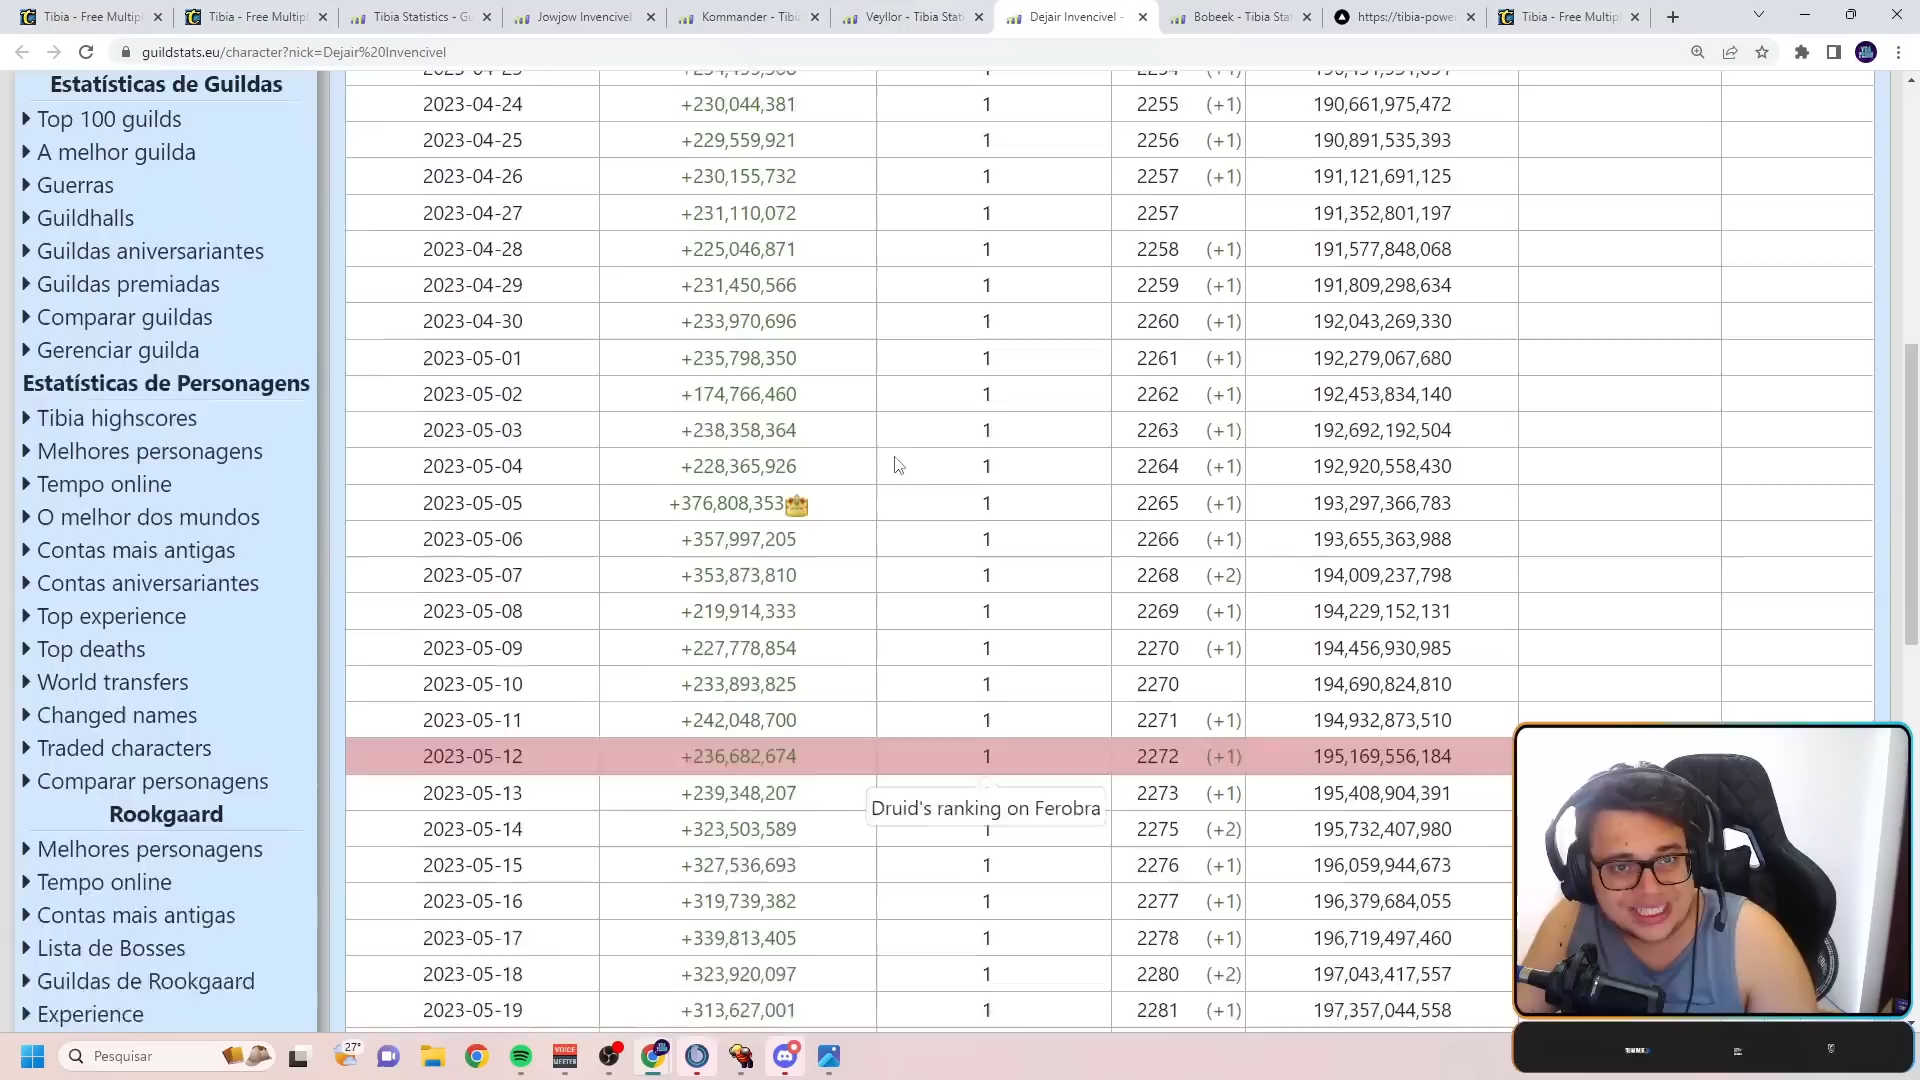 Tibia - Free Multipl
Tibia - Free Multipl
Tibia Statistics - Gu
Jowjow Invencivel
Kommander - Tibia
Veyllor - Tibia Stati
Dejair Invencivel -
Bobeek - Tibia Stat
https://tibia-power
Tibia - Free Multipl
guildstats.eu/character?nick=Dejair%20Invencivel
Estatísticas de Guildas
Top 100 guilds
A melhor guilda
Guerras
Guildhalls
Guildas aniversariantes
Guildas premiadas
Comparar guildas
Gerenciar guilda
Estatísticas de Personagens
Tibia highscores
Melhores personagens
Tempo online
O melhor dos mundos
Contas mais antigas
Contas aniversariantes
Top experience
Top deaths
World transfers
Changed names
Traded characters
Comparar personagens
Rookgaard
Melhores personagens
Tempo online
Contas mais antigas
Lista de Bosses
Guildas de Rookgaard
Experience
2023-04-24 +230,044,381 1 2255 (+1) 190,661,975,472
2023-04-25 +229,559,921 1 2256 (+1) 190,891,535,393
2023-04-26 +230,155,732 1 2257 (+1) 191,121,691,125
2023-04-27 +231,110,072 1 2257 191,352,801,197
2023-04-28 +225,046,871 1 2258 (+1) 191,577,848,068
2023-04-29 +231,450,566 1 2259 (+1) 191,809,298,634
2023-04-30 +233,970,696 1 2260 (+1) 192,043,269,330
2023-05-01 +235,798,350 1 2261 (+1) 192,279,067,680
2023-05-02 +174,766,460 1 2262 (+1) 192,453,834,140
2023-05-03 +238,358,364 1 2263 (+1) 192,692,192,504
2023-05-04 +228,365,926 1 2264 (+1) 192,920,558,430
2023-05-05 +376,808,353 1 2265 (+1) 193,297,366,783
2023-05-06 +357,997,205 1 2266 (+1) 193,655,363,988
2023-05-07 +353,873,810 1 2268 (+2) 194,009,237,798
2023-05-08 +219,914,333 1 2269 (+1) 194,229,152,131
2023-05-09 +227,778,854 1 2270 (+1) 194,456,930,985
2023-05-10 +233,893,825 1 2270 194,690,824,810
2023-05-11 +242,048,700 1 2271 (+1) 194,932,873,510
2023-05-12 +236,682,674 1 2272 (+1) 195,169,556,184
2023-05-13 +239,348,207 2273 (+1) 195,408,904,391
Druid's ranking on Ferobra
2023-05-14 +323,503,589 1 2275 (+2) 195,732,407,980
2023-05-15 +327,536,693 1 2276 (+1) 196,059,944,673
2023-05-16 +319,739,382 1 2277 (+1) 196,379,684,055
2023-05-17 +339,813,405 1 2278 (+1) 196,719,497,460
2023-05-18 +323,920,097 1 2280 (+2) 197,043,417,557
2023-05-19 +313,627,001 1 2281 (+1) 197,357,044,558
Pesquisar
27°
VOICE
MEETER